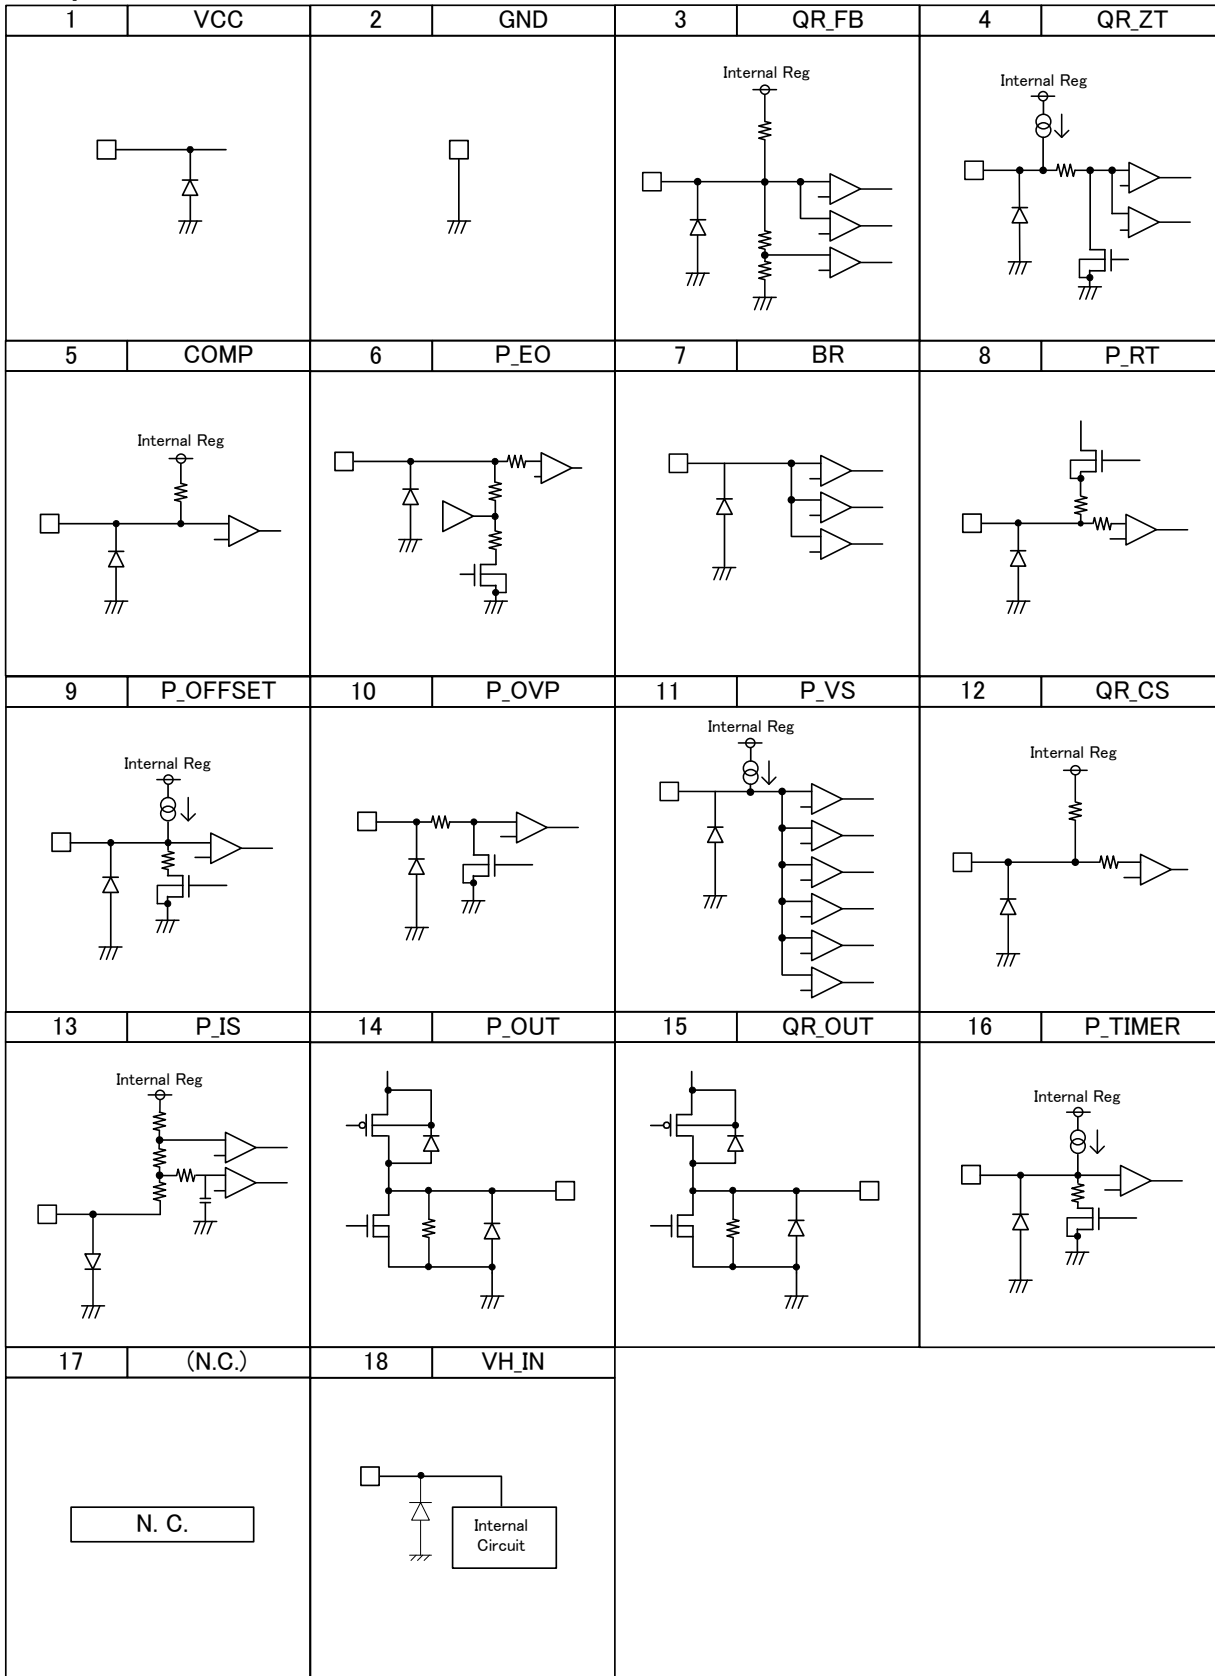 1 VCC 2 GND 3 QR_FB 4 QR_ZT
Internal Reg
Internal Reg
5 COMP 6 P_EO 7 BR 8 P_RT
Internal Reg
9 P_OFFSET 10 P_OVP 11 P_VS 12 QR_CS
Internal Reg
Internal Reg
Internal Reg
13 P_IS 14 P_OUT 15 QR_OUT 16 P_TIMER
Internal Reg
Internal Reg
17 (N.C.) 18 VH_IN
N. C.
Internal
Circuit